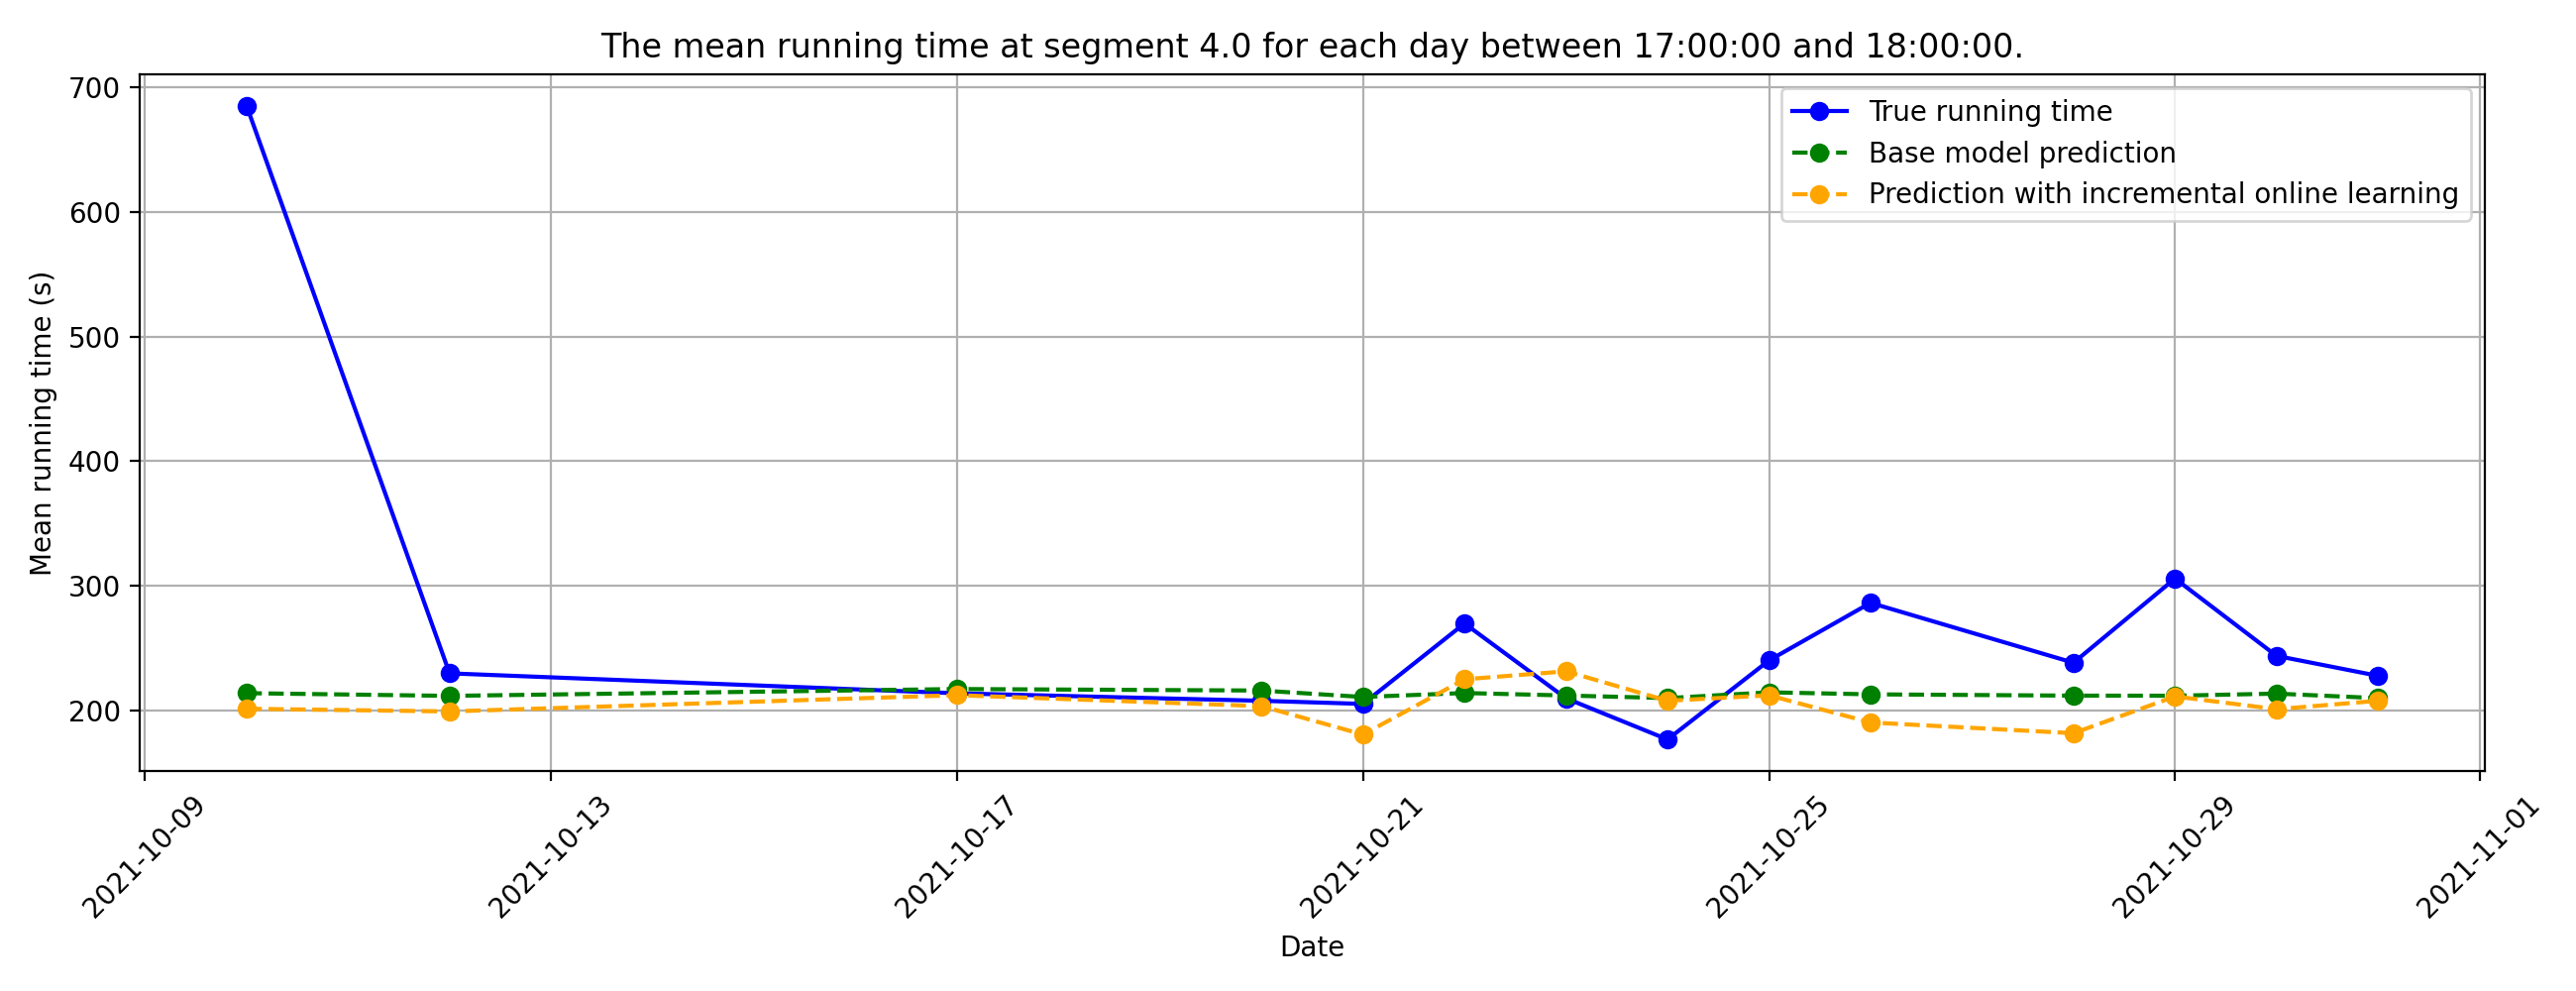 The mean running time at segment 4.0 for each day between 17:00:00 and 18:00:00.
True running time
Base model prediction
Prediction with incremental online learning
Mean running time (s)
700
600
500
400
300
200
2021-10-09
2021-10-13
2021-10-17
2021-10-21
2021-10-25
2021-10-29
2021-11-01
Date